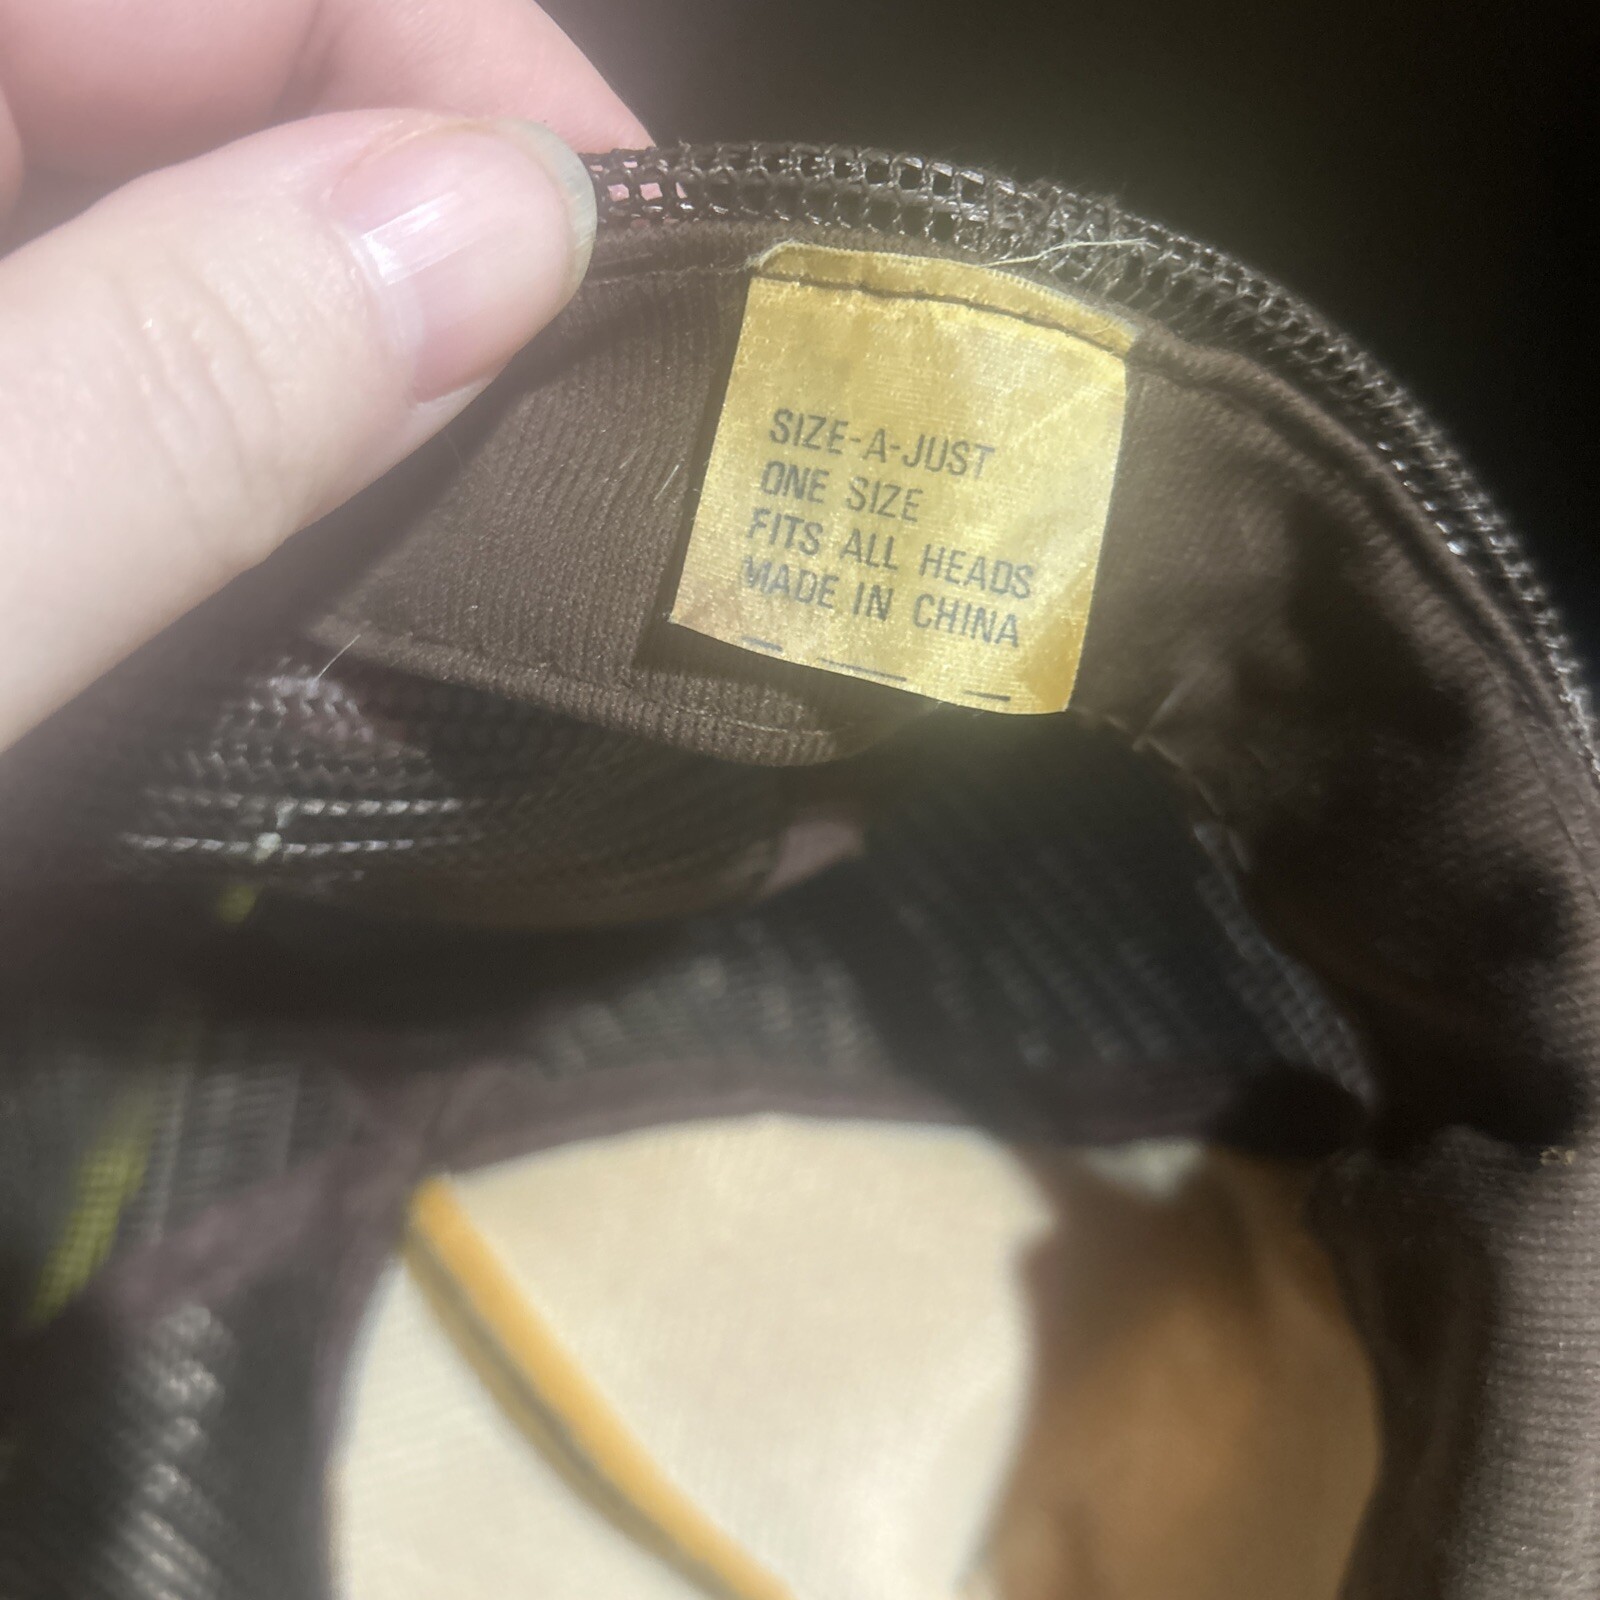 SIZE-A-JUST
ONE SIZE
FITS ALL HEADS
MADE IN CHINA